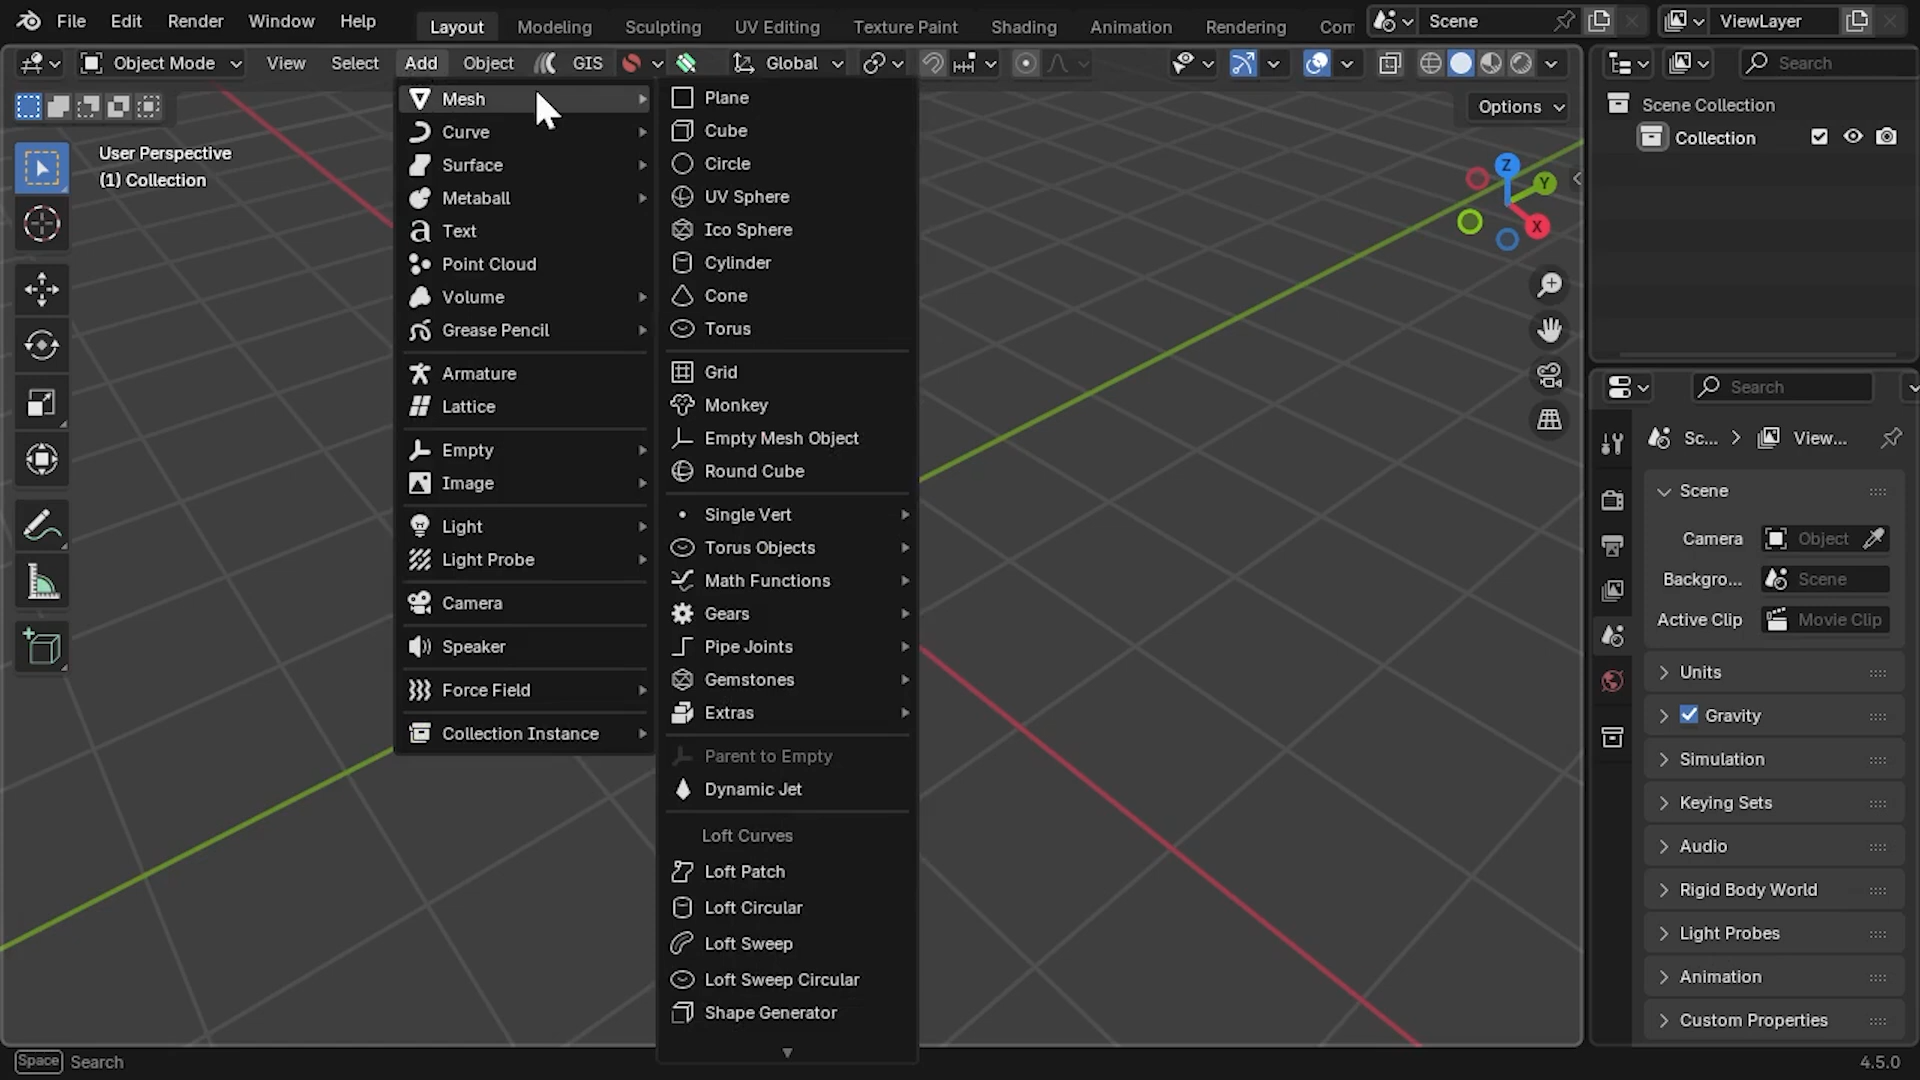 File Edit Render Window Help
Layout Modeling Sculpting UV Editing Texture Paint Shading Animation Rendering Com
Scene
ViewLayer
Object Mode View Select Add Object GIS Global
Search
Options
User Perspective
(1) Collection
Mesh
Curve
Surface
Metaball
Text
Point Cloud
Volume
Grease Pencil
Armature
Lattice
Empty
Image
Light
Light Probe
Camera
Speaker
Force Field
Collection Instance
Plane
Cube
Circle
UV Sphere
Ico Sphere
Cylinder
Cone
Torus
Grid
Monkey
Empty Mesh Object
Round Cube
Single Vert
Torus Objects
Math Functions
Gears
Pipe Joints
Gemstones
Extras
Parent to Empty
Dynamic Jet
Loft Curves
Loft Patch
Loft Circular
Loft Sweep
Loft Sweep Circular
Shape Generator
Z
Y
X
Scene Collection
Collection
Search
Sc... View...
Scene
Camera Object
Backgro... Scene
Active Clip Movie Clip
Units
Gravity
Simulation
Keying Sets
Audio
Rigid Body World
Light Probes
Animation
Custom Properties
Space Search
4.5.0